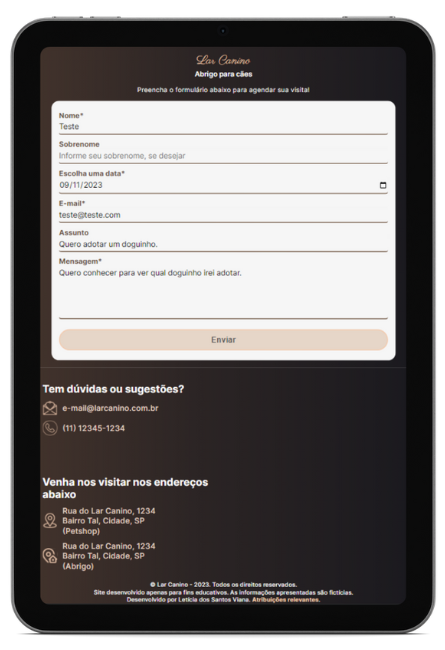 Lar Canino
Abrigo para cães
Preencha o formulário abaixo para agendar sua visita!
Nome*
Teste
Sobrenome
Informe seu sobrenome, se desejar
Escolha uma data*
09/11/2023
E-mail*
teste@teste.com
Assunto
Quero adotar um doguinho.
Mensagem*
Quero conhecer para ver qual doguinho irei adotar.
Enviar
Tem dúvidas ou sugestões?
e-mail@larcanino.com.br
(11) 12345-1234
Venha nos visitar nos endereços
abaixo
Rua do Lar Canino, 1234
Bairro Tal, Cidade, SP
(Petshop)
Rua do Lar Canino, 1234
Bairro Tal, Cidade, SP
(Abrigo)
© Lar Canino - 2023. Todos os direitos reservados.
Site desenvolvido apenas para fins educativos. As informações apresentadas são fictícias.
Desenvolvido por Letícia dos Santos Viana. Atribuições relevantes.